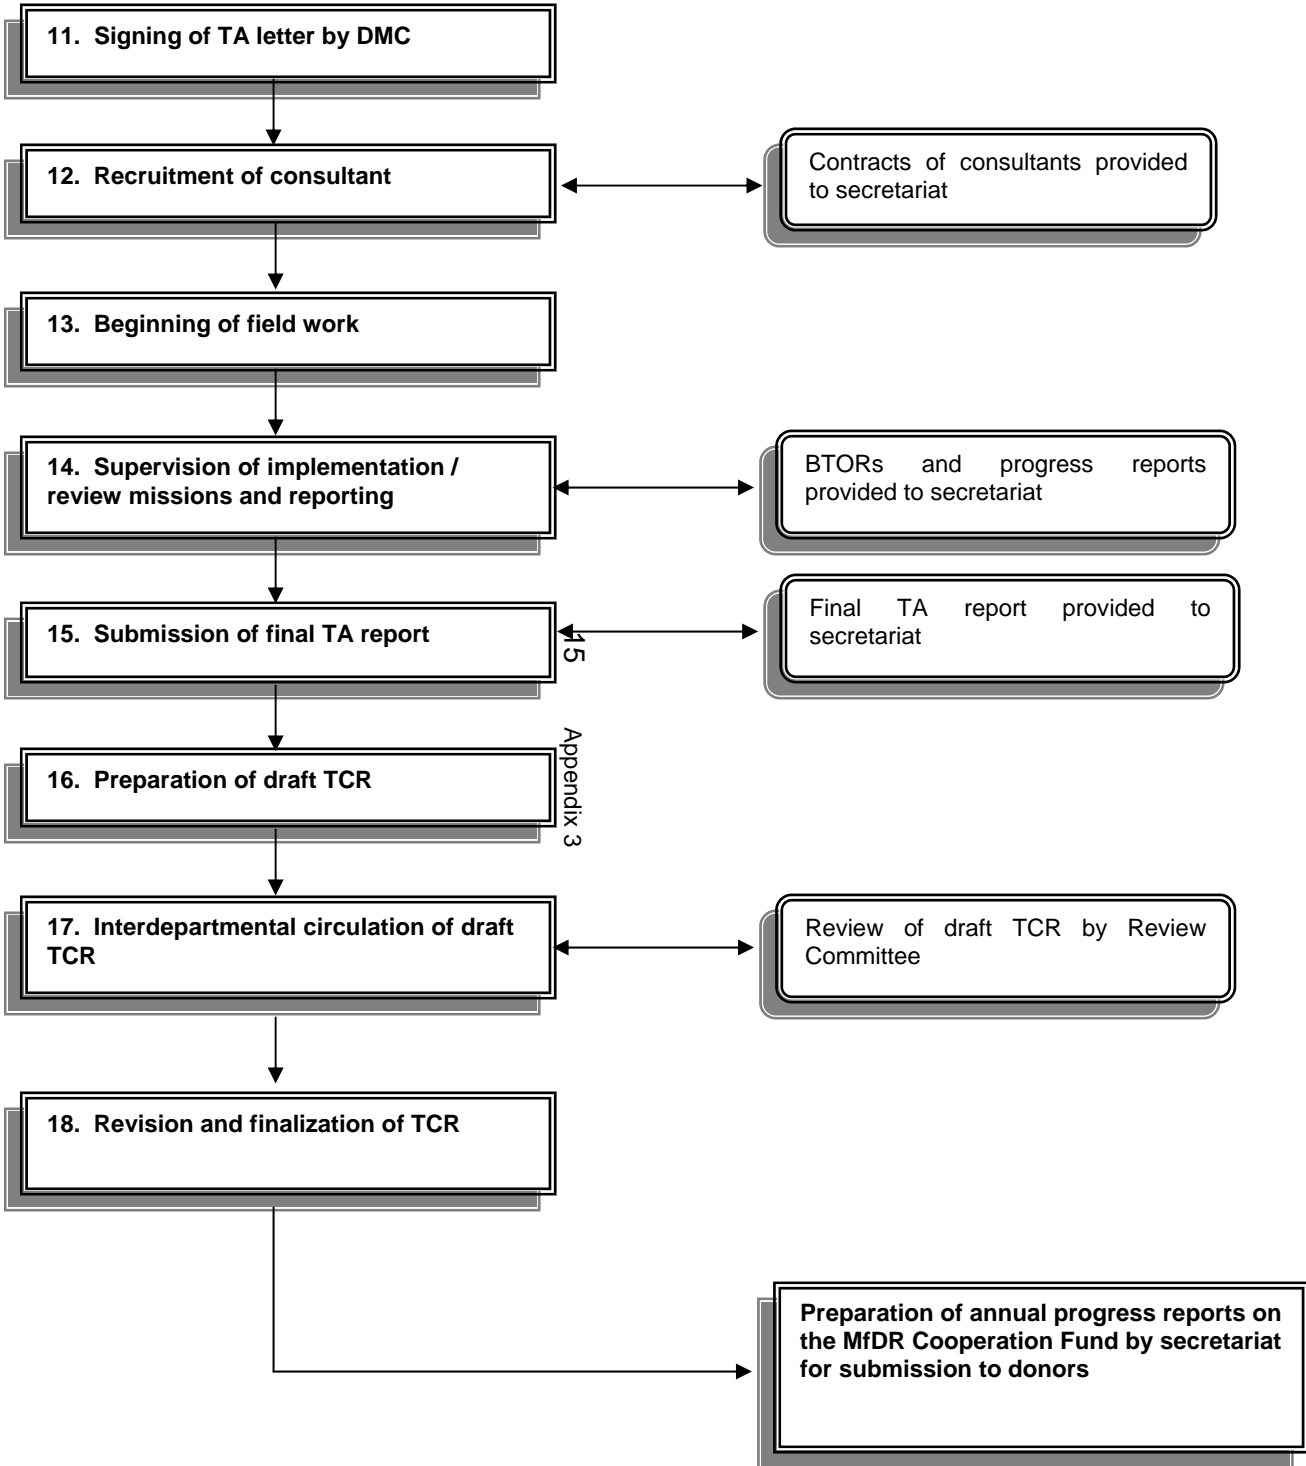 11. Signing of TA letter by DMC
12. Recruitment of consultant
Contracts of consultants provided
to secretariat
13. Beginning of field work
14. Supervision of implementation /
review missions and reporting
BTORs and progress reports
provided to secretariat
15. Submission of final TA report
Final TA report provided to
secretariat
15
Appendix 3
16. Preparation of draft TCR
17. Interdepartmental circulation of draft
TCR
Review of draft TCR by Review
Committee
18. Revision and finalization of TCR
Preparation of annual progress reports on
the MfDR Cooperation Fund by secretariat
for submission to donors